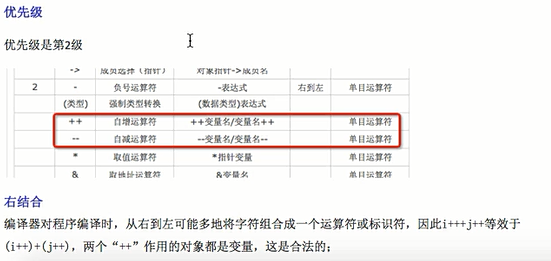 优先级
优先级是第2级
-> 成员选择（指针） 对象指针->成员名
2 - 负号运算符 -表达式 右到左 单目运算符
(类型) 强制类型转换 (数据类型)表达式
++ 自增运算符 ++变量名/变量名++ 单目运算符
-- 自减运算符 --变量名/变量名-- 单目运算符
* 取值运算符 *指针变量 单目运算符
& 取地址运算符 &变量名 单目运算符
右结合
编译器对程序编译时，从右到左可能多地将字符组合成一个运算符或标识符，因此i+++j++等效于
(i++)+(j++)，两个“++”作用的对象都是变量，这是合法的；